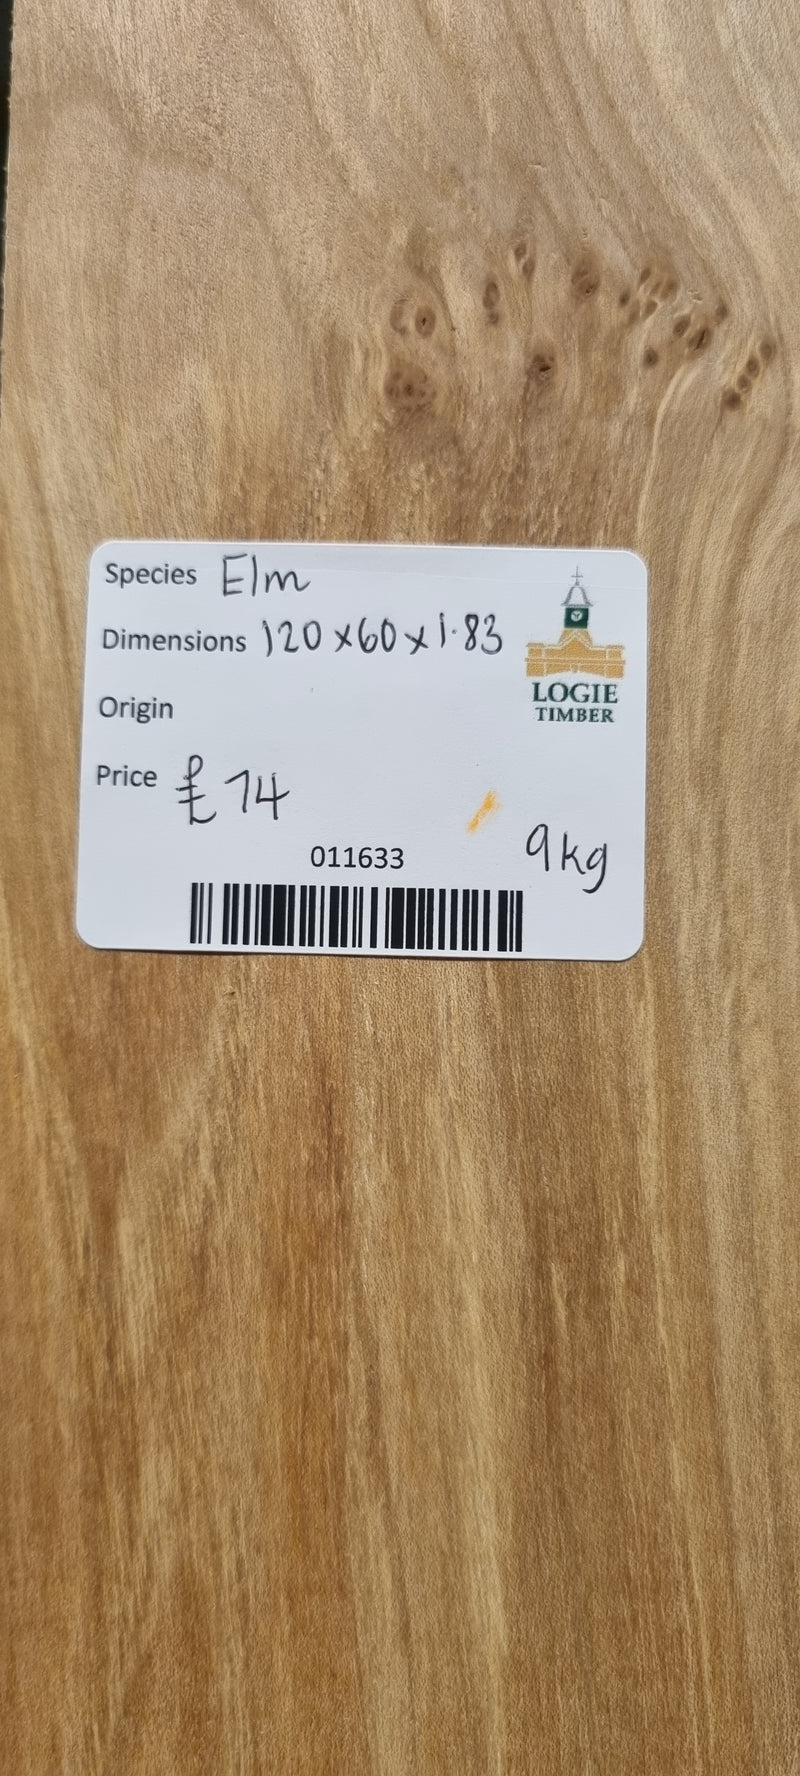 Species Elm
Dimensions 120 x 60 x 1.83
LOGIE
TIMBER
Origin
Price £74
011633
9kg